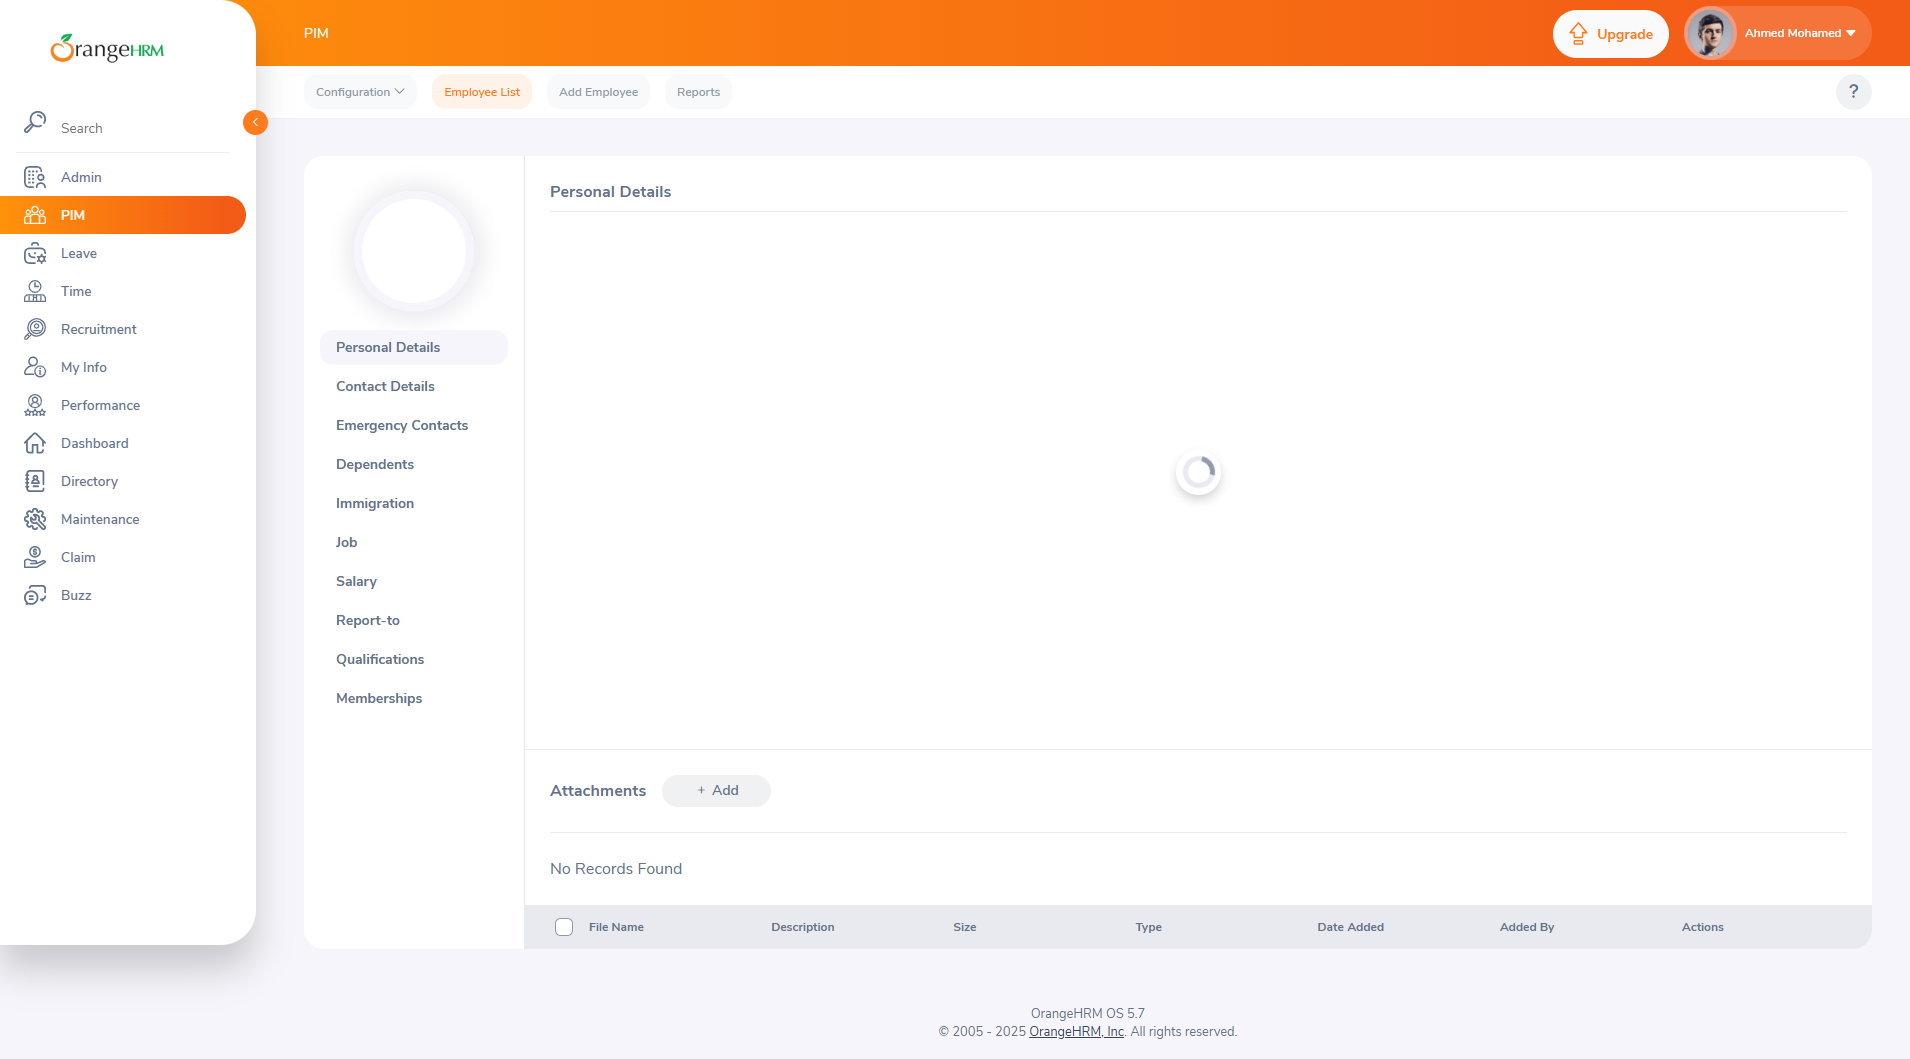 OrangeHRM
PIM
Upgrade
Ahmed Mohamed
Configuration
Employee List
Add Employee
Reports
?
Search
Admin
PIM
Leave
Time
Recruitment
My Info
Performance
Dashboard
Directory
Maintenance
Claim
Buzz
Personal Details
Contact Details
Emergency Contacts
Dependents
Immigration
Job
Salary
Report-to
Qualifications
Memberships
Personal Details
Attachments
+ Add
No Records Found
File Name Description Size Type Date Added Added By Actions
OrangeHRM OS 5.7
© 2005 - 2025 OrangeHRM, Inc. All rights reserved.